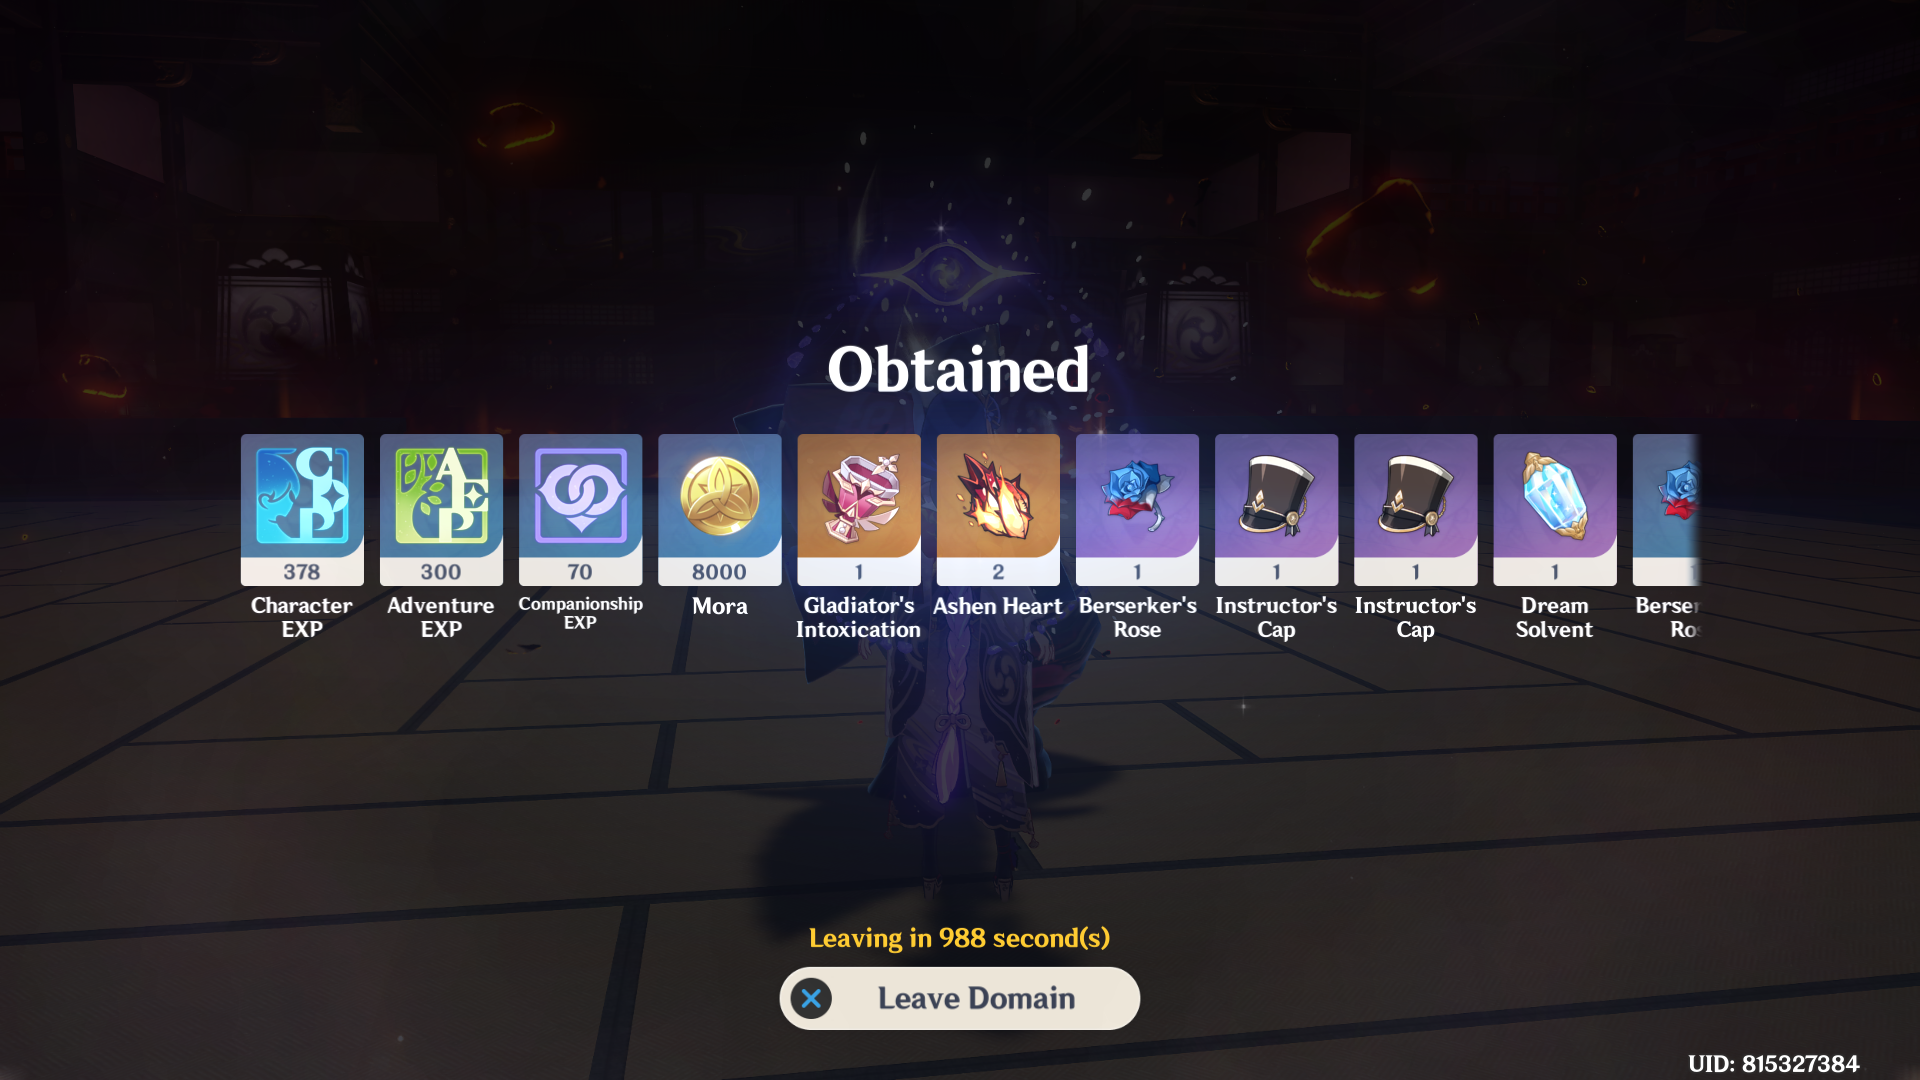 Obtained
378
300
70
8000
1
2
1
1
1
1
Character
EXP
Adventure
EXP
Companionship
EXP
Mora
Gladiator's
Intoxication
Ashen Heart
Berserker's
Rose
Instructor's
Cap
Instructor's
Cap
Dream
Solvent
Leaving in 988 second(s)
Leave Domain
UID: 815327384